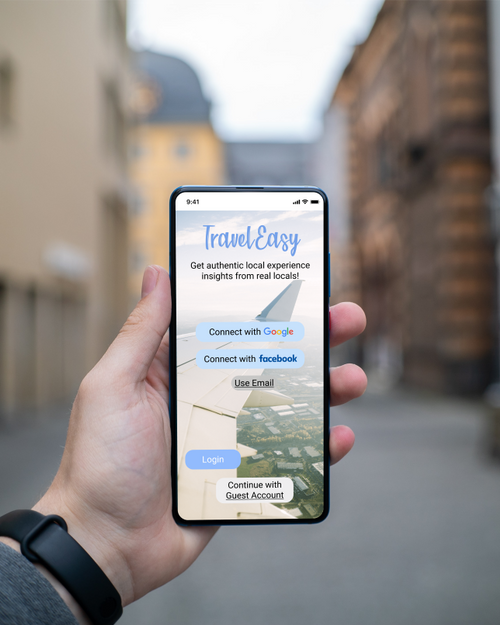 9:41
TravelEasy
Get authentic local experience
insights from real locals!
Connect with Google
Connect with facebook
Use Email
Login
Continue with
Guest Account